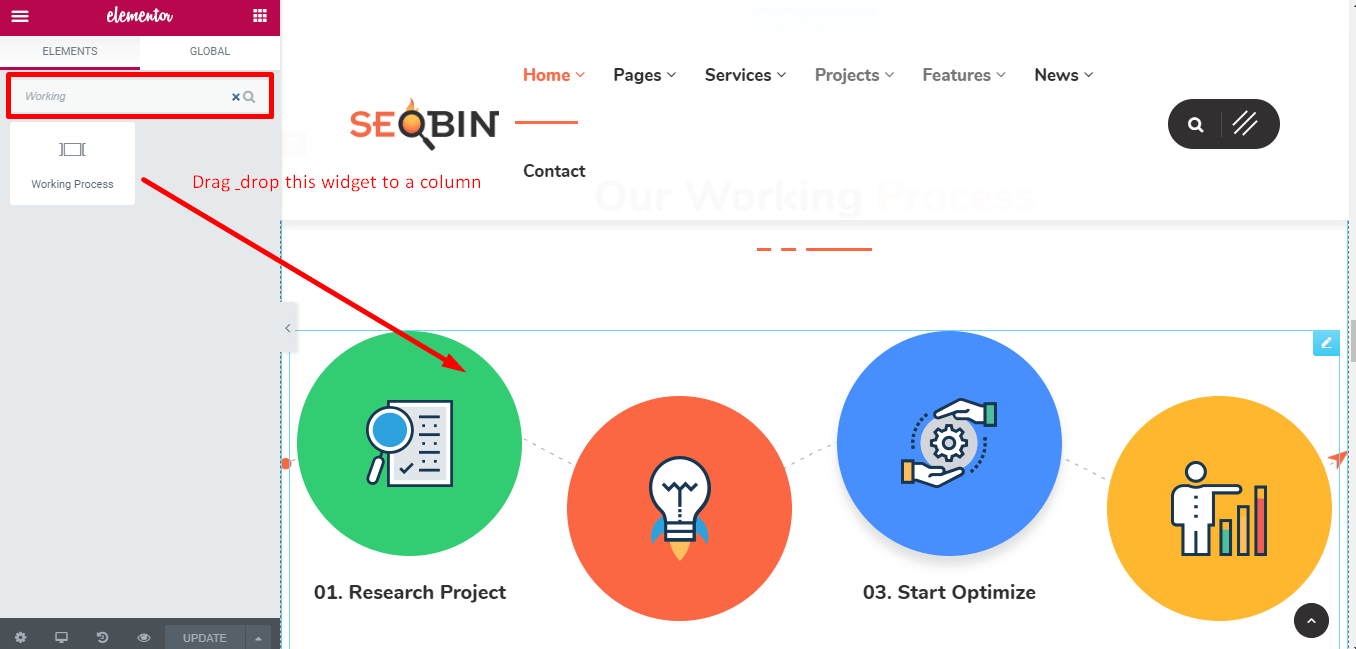 elementor
ELEMENTS GLOBAL
Working
Working Process
Drag _drop this widget to a column
UPDATE
Home Pages Services Projects Features News
SEOBIN
Contact
Our Working Process
01. Research Project
03. Start Optimize